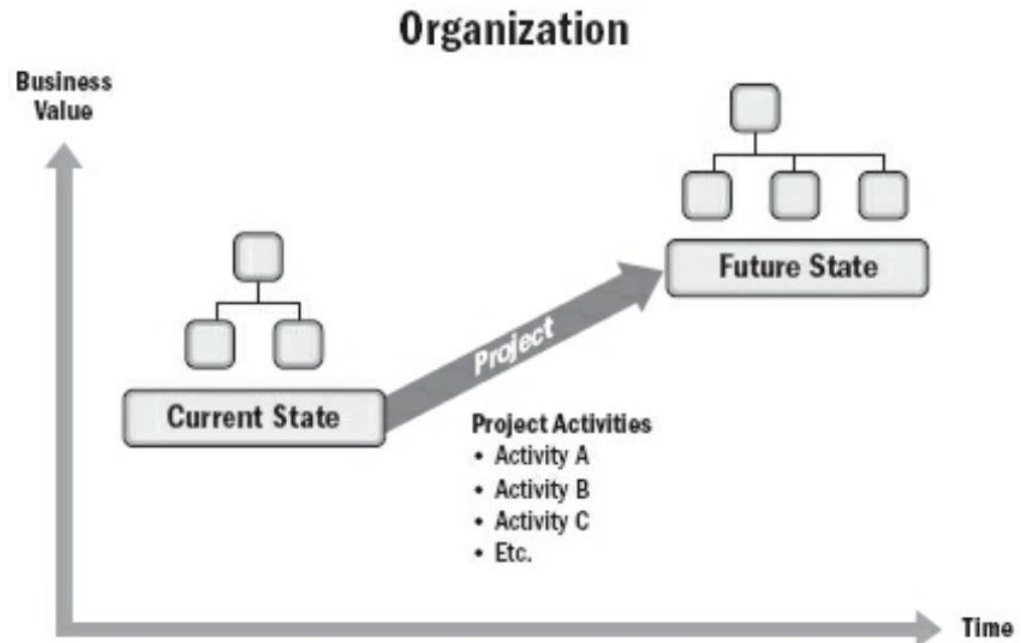 Organization
Business
Value
Future State
Project
Current State
Project Activities
• Activity A
• Activity B
• Activity C
• Etc.
Time